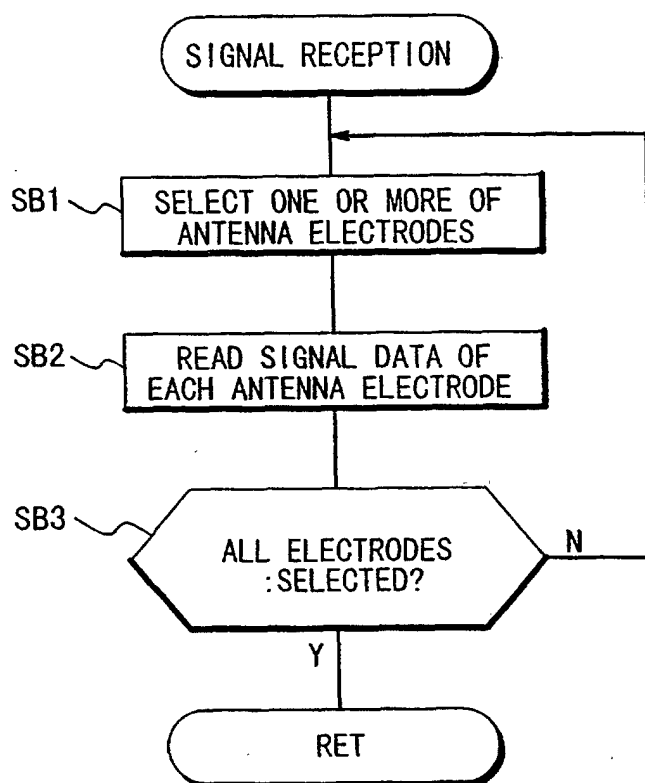 SIGNAL RECEPTION
SB1
SELECT ONE OR MORE OF
ANTENNA ELECTRODES
SB2
READ SIGNAL DATA OF
EACH ANTENNA ELECTRODE
SB3
ALL ELECTRODES
:SELECTED?
N
Y
RET